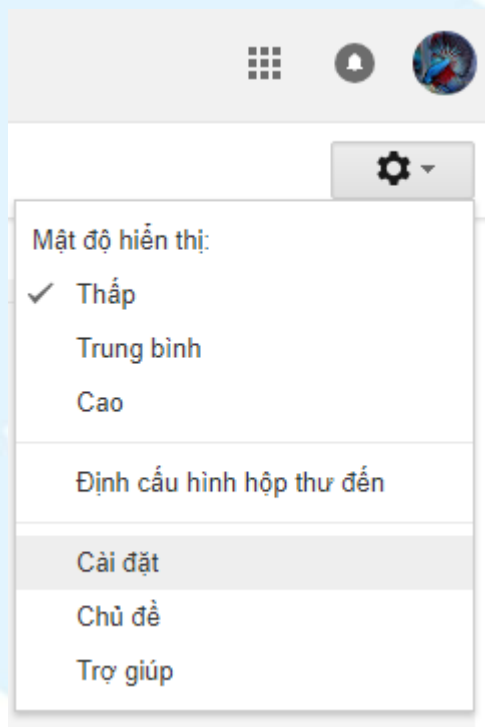 Mật độ hiển thị:
Thấp
Trung bình
Cao
Định cấu hình hộp thư đến
Cài đặt
Chủ đề
Trợ giúp